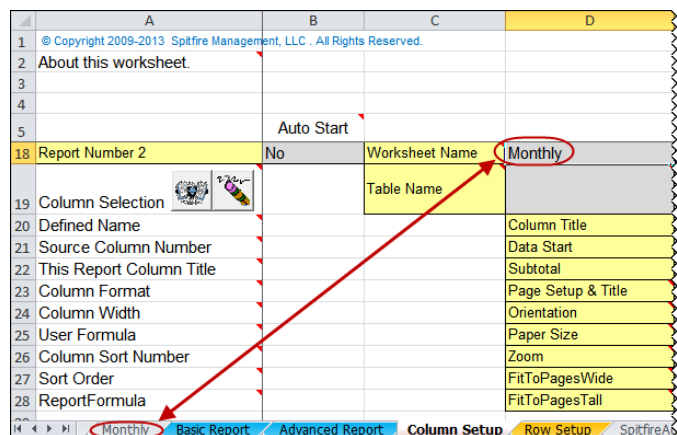 A B C D
1 © Copyright 2009-2013 Spitfire Management, LLC . All Rights Reserved.
2 About this worksheet.
3
4
5 Auto Start
18 Report Number 2 No Worksheet Name Monthly
19 Column Selection Table Name
20 Defined Name Column Title
21 Source Column Number Data Start
22 This Report Column Title Subtotal
23 Column Format Page Setup & Title
24 Column Width Orientation
25 User Formula Paper Size
26 Column Sort Number Zoom
27 Sort Order FitToPagesWide
28 ReportFormula FitToPagesTall
Monthly Basic Report Advanced Report Column Setup Row Setup